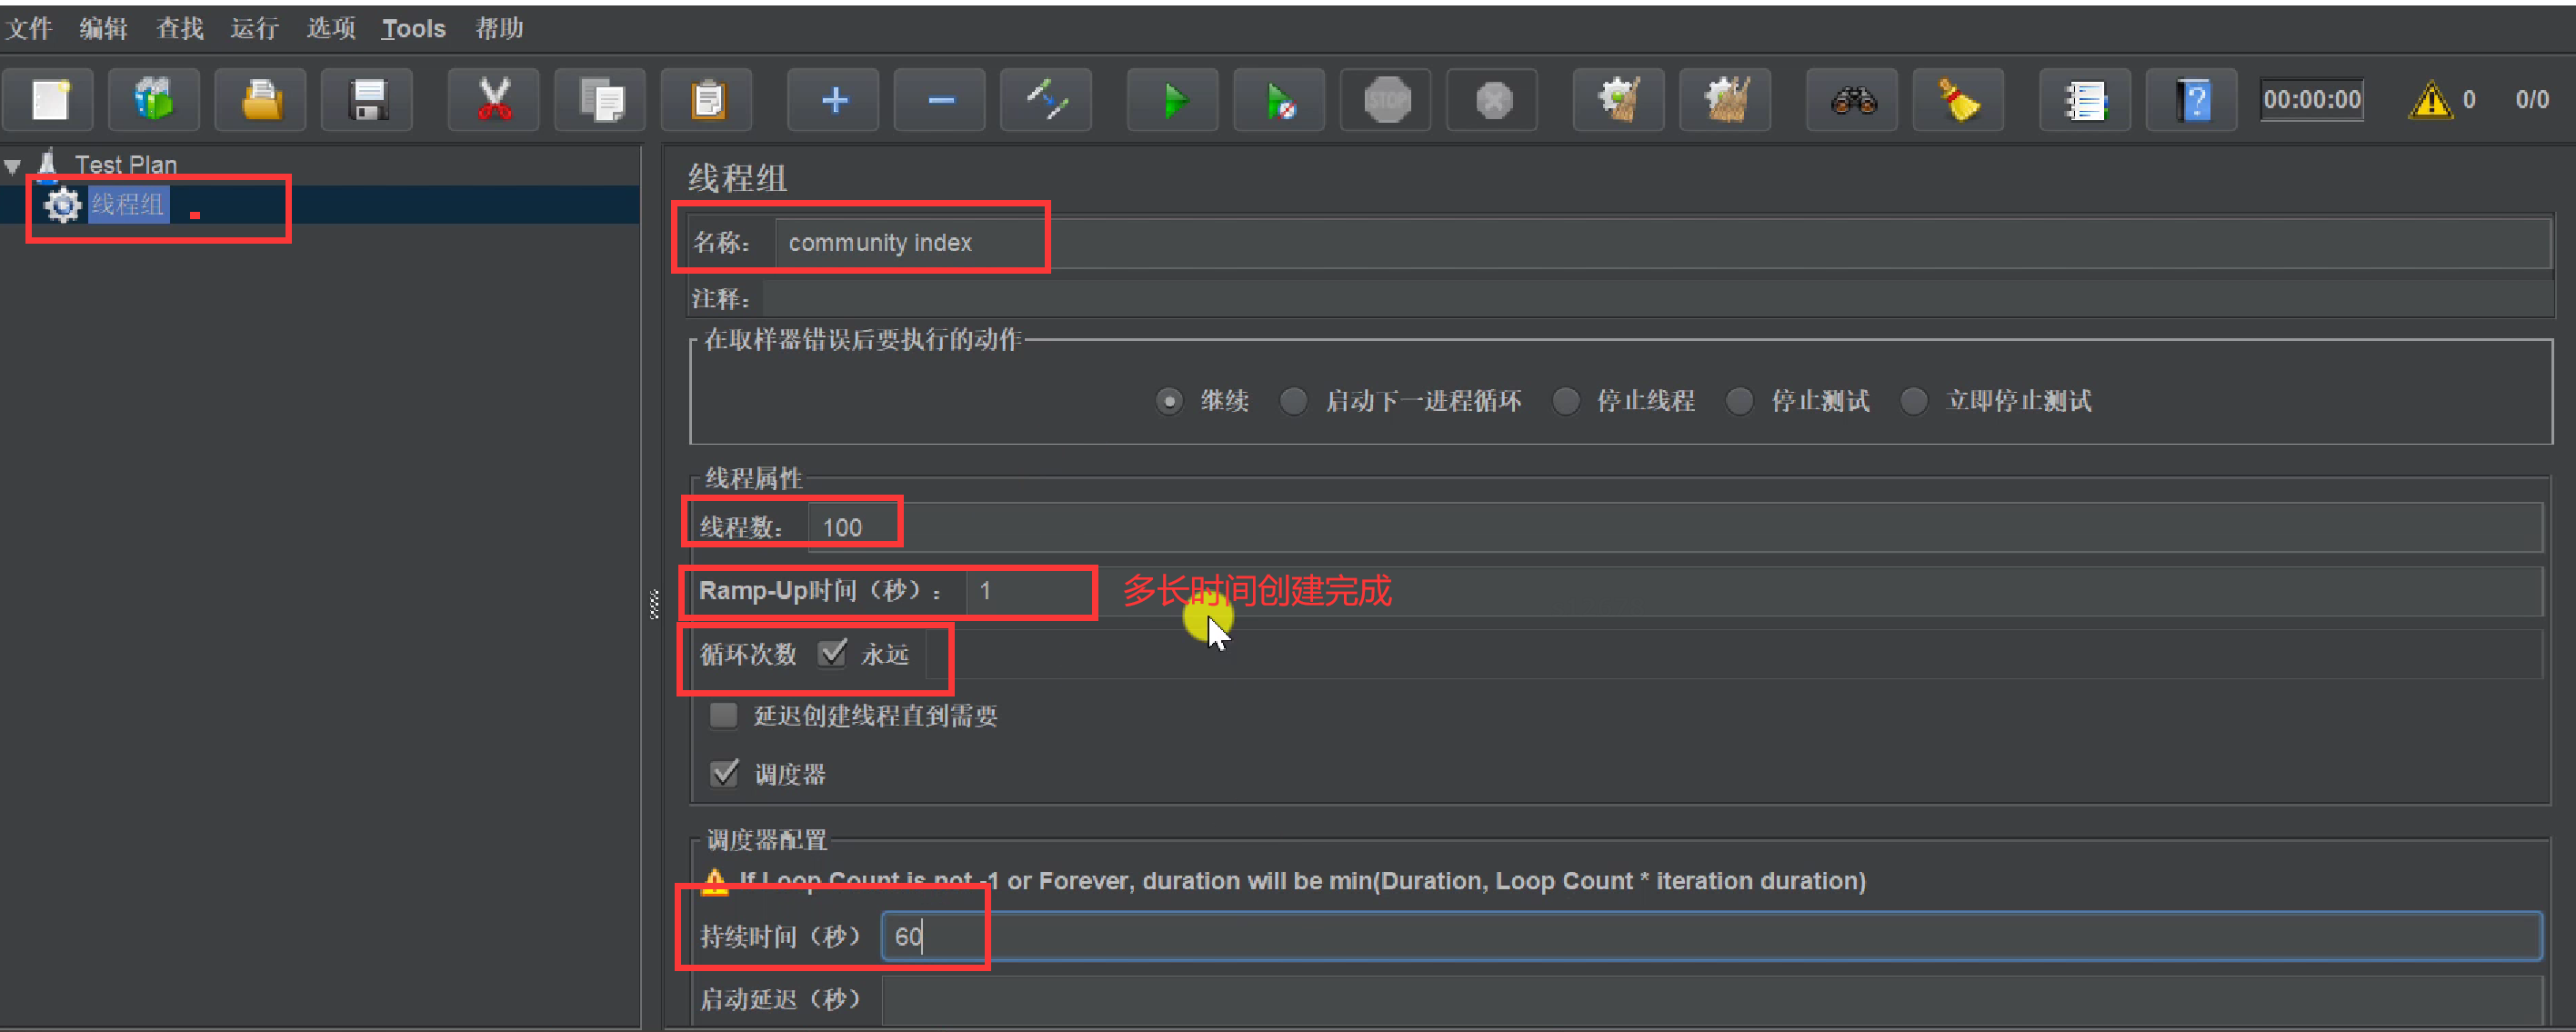 文件 编辑 查找 运行 选项 Tools 帮助
STOP 00:00:00 0 0/0
Test Plan
线程组
线程组
名称： community index
注释：
在取样器错误后要执行的动作
继续 启动下一进程循环 停止线程 停止测试 立即停止测试
线程属性
线程数： 100
Ramp-Up时间（秒）： 1 多长时间创建完成
循环次数 永远
延迟创建线程直到需要
调度器
调度器配置
If Loop Count is not -1 or Forever, duration will be min(Duration, Loop Count * iteration duration)
持续时间（秒） 60
启动延迟（秒）